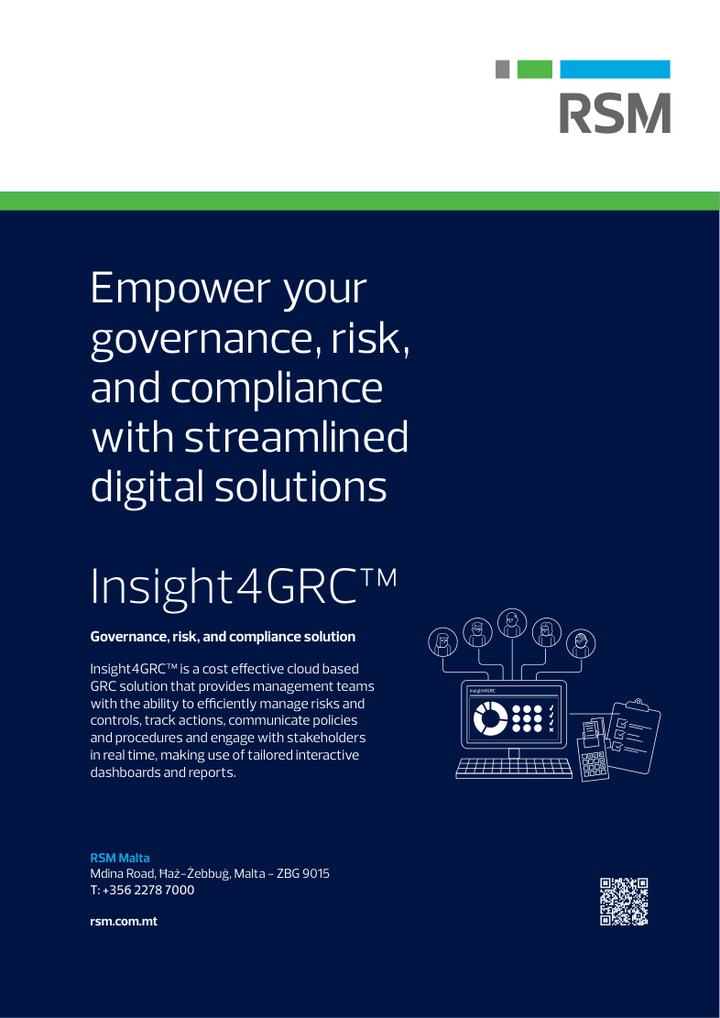 RSM
Empower your
governance, risk,
and compliance
with streamlined
digital solutions
Insight4GRC™
Governance, risk, and compliance solution
Insight4GRC™ is a cost effective cloud based
GRC solution that provides management teams
with the ability to efficiently manage risks and
controls, track actions, communicate policies
and procedures and engage with stakeholders
in real time, making use of tailored interactive
dashboards and reports.
Insight4GRC
RSM Malta
Mdina Road, Ħaż-Żebbuġ, Malta – ZBG 9015
T: +356 2278 7000
rsm.com.mt